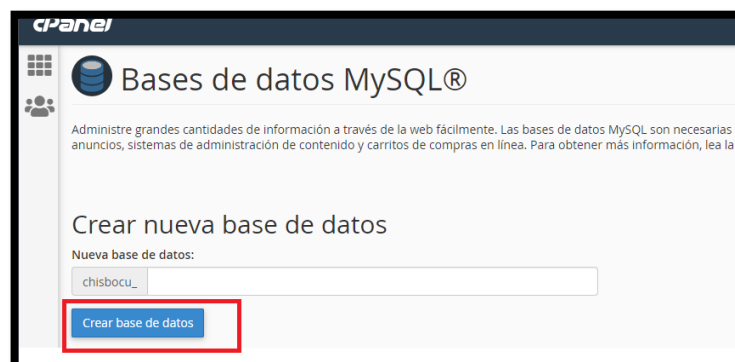 cPanel
Bases de datos MySQL®
Administre grandes cantidades de información a través de la web fácilmente. Las bases de datos MySQL son necesarias
anuncios, sistemas de administración de contenido y carritos de compras en línea. Para obtener más información, lea la
Crear nueva base de datos
Nueva base de datos:
chisbocu_
Crear base de datos